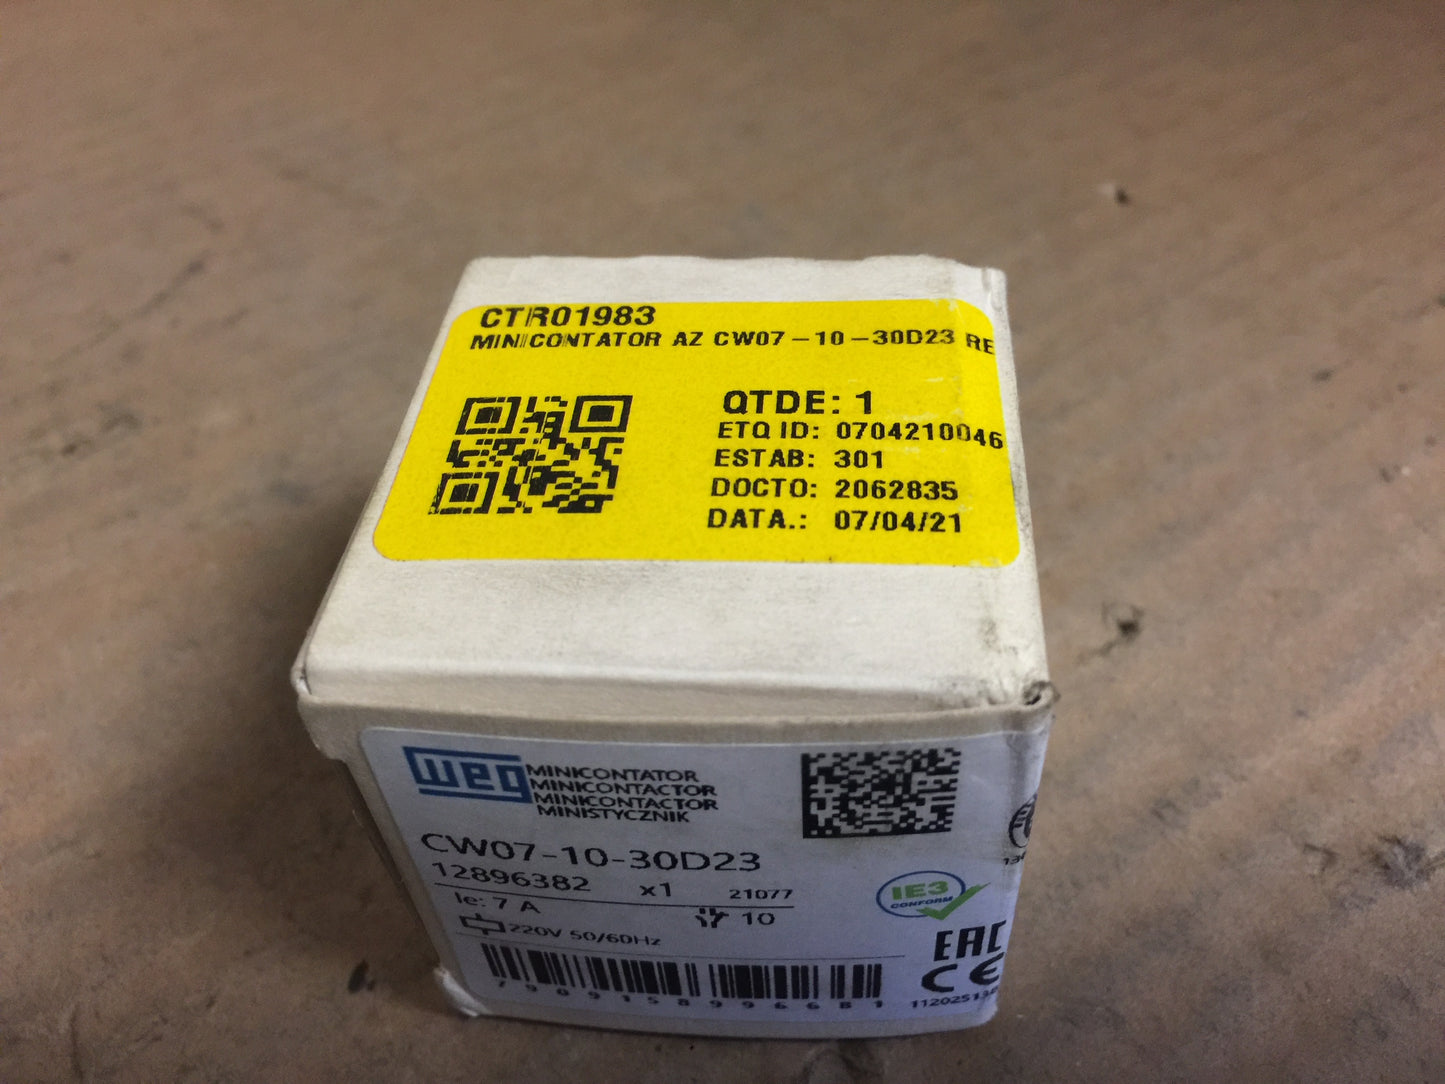 CTR01983
MINICONTATOR AZ CW07-10-30D23 RE
QTDE: 1
ETQ ID: 0704210046
ESTAB: 301
DOCTO: 2062835
DATA.: 07/04/21
weg
MINICONTATOR
MINICONTACTOR
MINICONTACTOR
MINISTYCZNIK
CW07-10-30D23
12896382 x1 21077
Ie: 7 A
10
220V 50/60Hz
IE3
CONFORM
EAC
CE
7909158996681